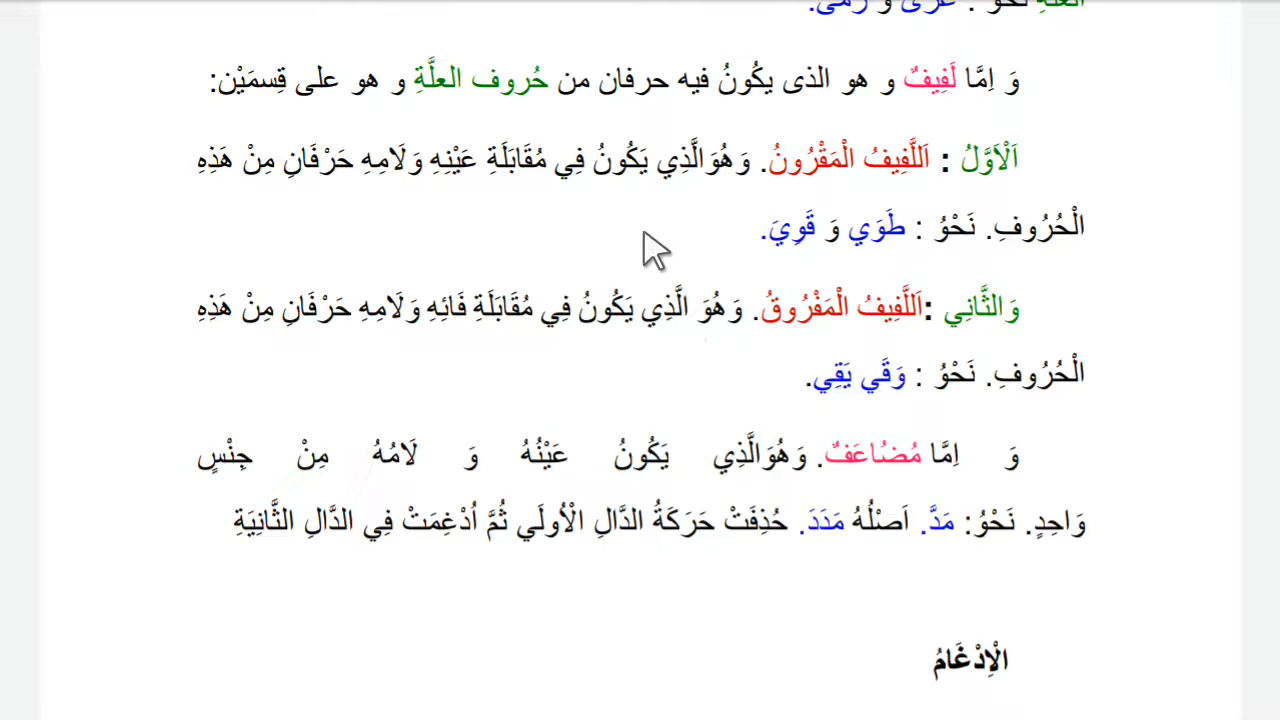 العلَّةِ نَحْوُ : غَزَى وَ رَمَى.
وَ اِمَّا لَفِيفٌ و هو الذى يكُونُ فيه حرفان من حُروف العلَّةِ و هو على قِسمَيْن:
اَلْاَوَّلُ : اَللَّفِيفُ الْمَقْرُونُ. وَهُوَالَّذِي يَكُونُ فِي مُقَابَلَةِ عَيْنِهِ وَلَامِهِ حَرْفَانِ مِنْ هَذِهِ
الْحُرُوفِ. نَحْوُ : طَوَي وَ قَوِيَ.
وَالثَّانِي :اَللَّفِيفُ الْمَفْرُوقُ. وَهُوَ الَّذِي يَكُونُ فِي مُقَابَلَةِ فَائِهِ وَلَامِهِ حَرْفَانِ مِنْ هَذِهِ
الْحُرُوفِ. نَحْوُ : وَقَي يَقِي.
وَ اِمَّا مُضُاعَفٌ. وَهُوَالَّذِي يَكُونُ عَيْنُهُ وَ لَامُهُ مِنْ جِنْسٍ
وَاحِدٍ. نَحْوُ: مَدَّ. اَصْلُهُ مَدَدَ. حُذِفَتْ حَرَكَةُ الدَّالِ الْاُولَي ثُمَّ اُدْغِمَتْ فِي الدَّالِ الثَّانِيَةِ
الْاِدْغَامُ